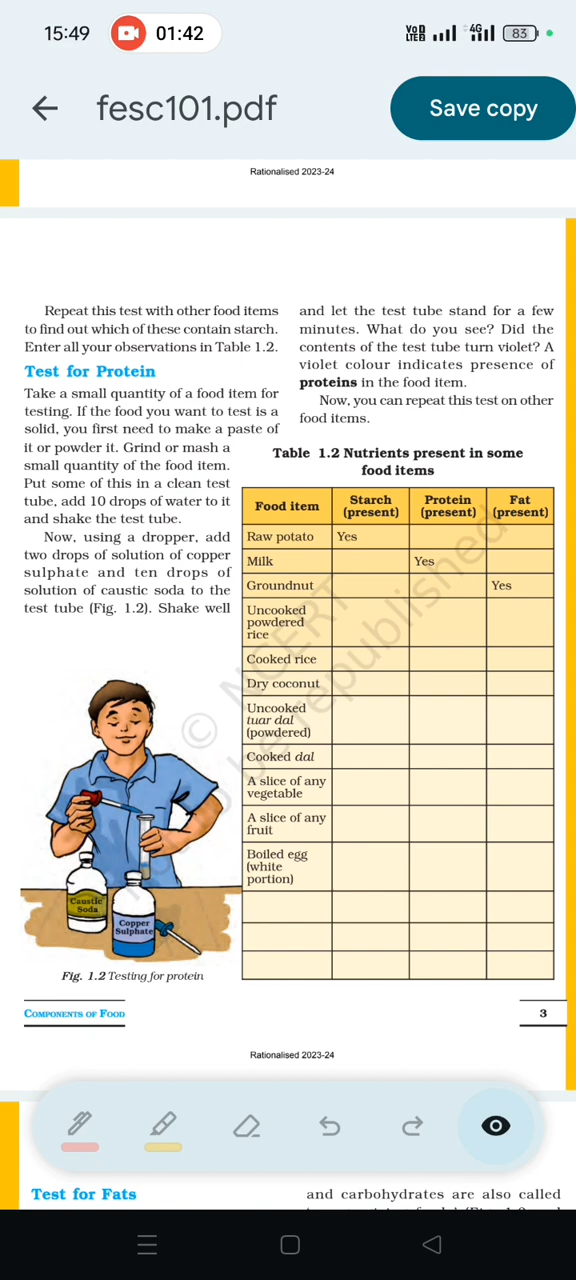 15:49
01:42
VoD LTE2
4G
83
fesc101.pdf
Save copy
Rationalised 2023-24
Repeat this test with other food items
to find out which of these contain starch.
Enter all your observations in Table 1.2.
Test for Protein
Take a small quantity of a food item for
testing. If the food you want to test is a
solid, you first need to make a paste of
it or powder it. Grind or mash a
small quantity of the food item.
Put some of this in a clean test
tube, add 10 drops of water to it
and shake the test tube.
Now, using a dropper, add
two drops of solution of copper
sulphate and ten drops of
solution of caustic soda to the
test tube (Fig. 1.2). Shake well
and let the test tube stand for a few
minutes. What do you see? Did the
contents of the test tube turn violet? A
violet colour indicates presence of
proteins in the food item.
Now, you can repeat this test on other
food items.
Table 1.2 Nutrients present in some
food items
Food item Starch (present) Protein (present) Fat (present)
Raw potato Yes
Milk Yes
Groundnut Yes
Uncooked
powdered
rice
Cooked rice
Dry coconut
Uncooked
tuar dal
(powdered)
Cooked dal
A slice of any
vegetable
A slice of any
fruit
Boiled egg
(white
portion)
© NCERT
be republished
Caustic
Soda
Copper
Sulphate
Fig. 1.2 Testing for protein
COMPONENTS OF FOOD
3
Rationalised 2023-24
Test for Fats
and carbohydrates are also called